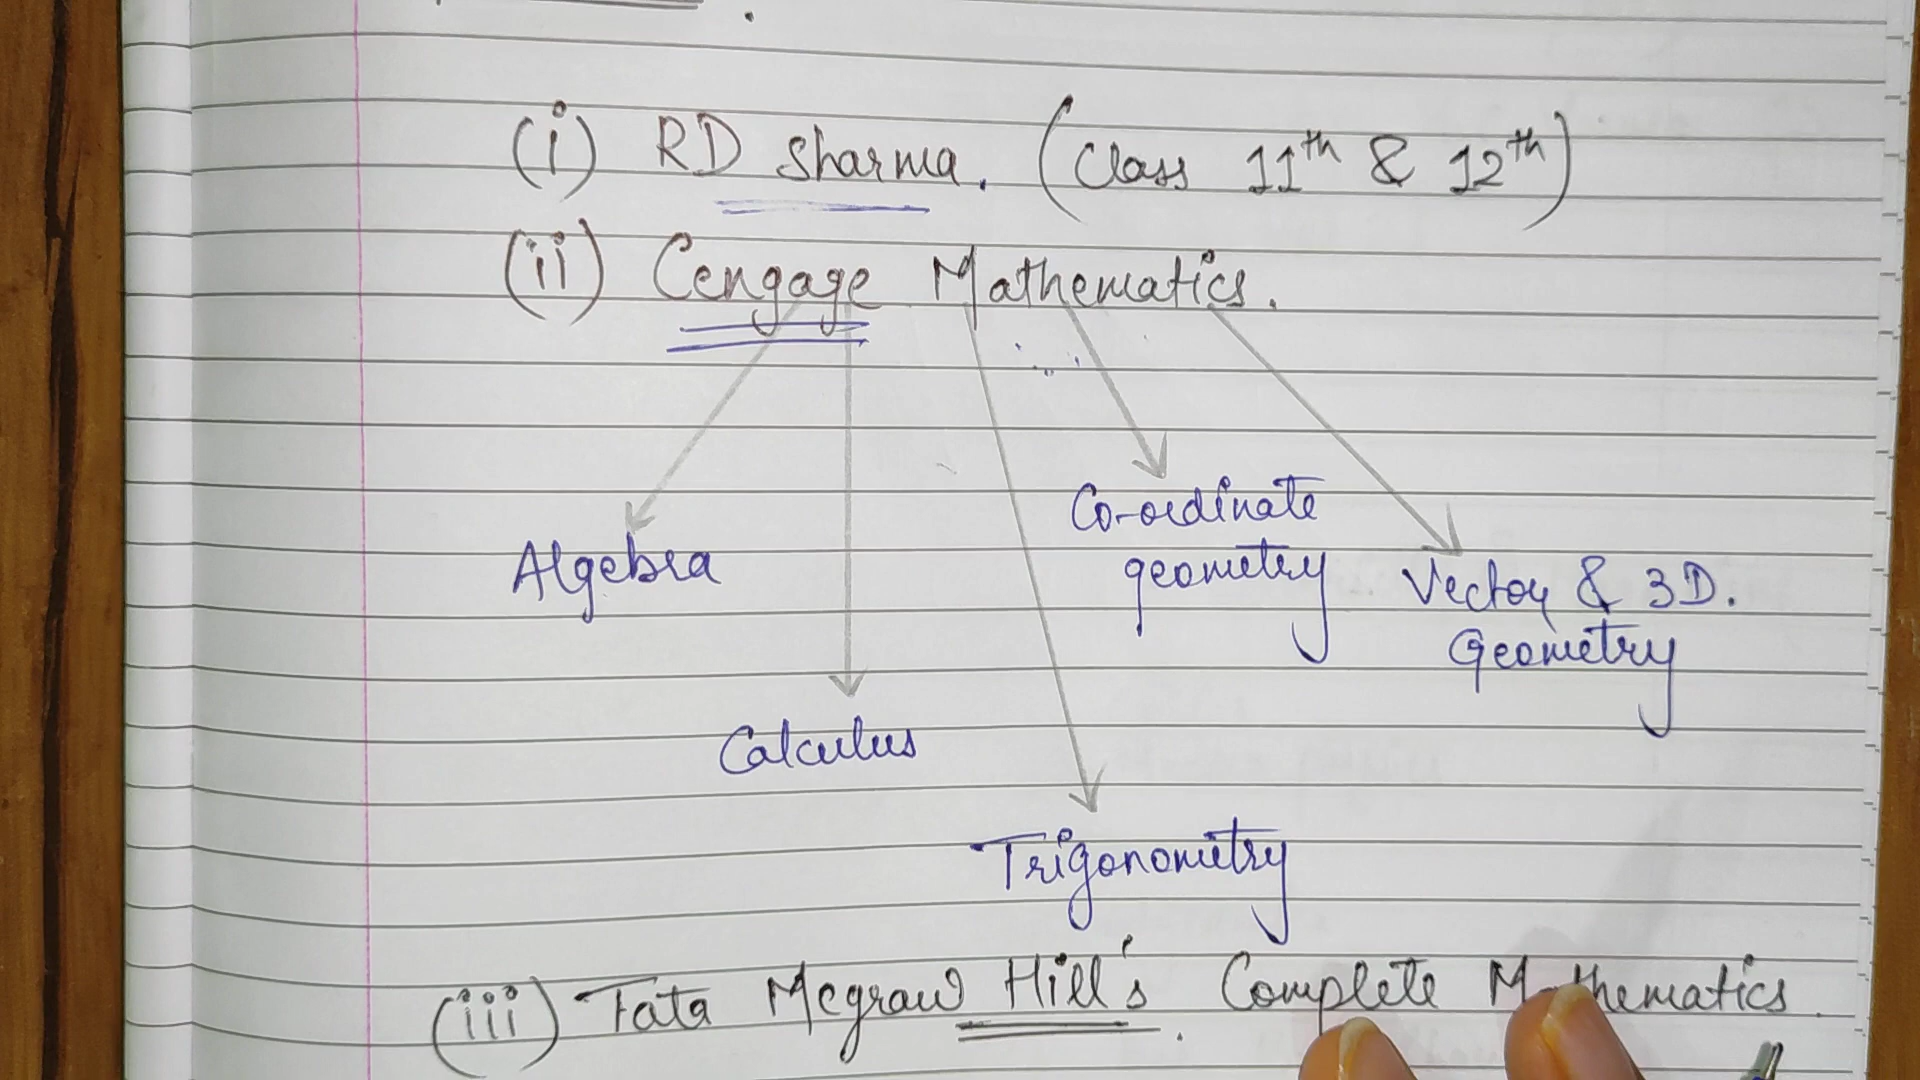 (i) RD Sharma. (Class 11th & 12th)
(ii) Cengage Mathematics.
Algebra
Calculus
Trigonometry
Co-ordinate
geometry
Vector & 3D.
Geometry
(iii) Tata Mcgraw Hill's. Complete Mathematics.